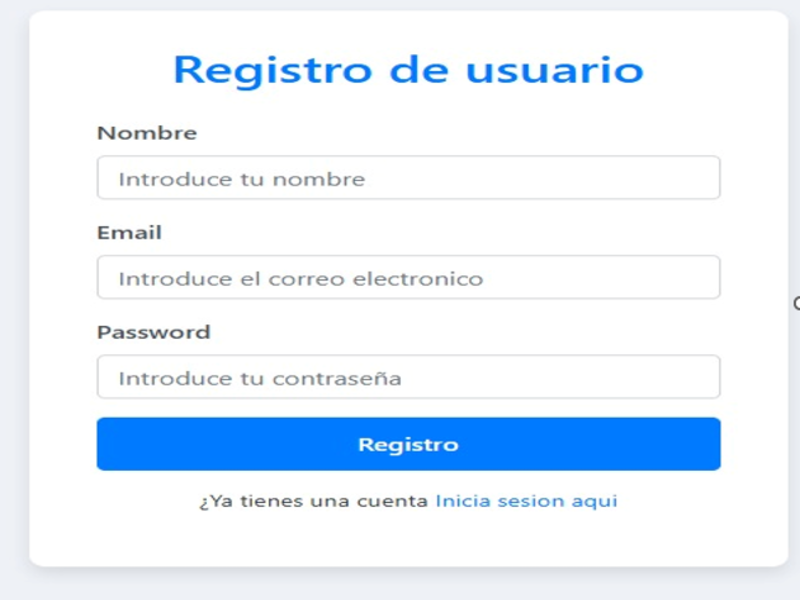 Registro de usuario
Nombre
Introduce tu nombre
Email
Introduce el correo electronico
Password
Introduce tu contraseña
Registro
¿Ya tienes una cuenta Inicia sesion aqui